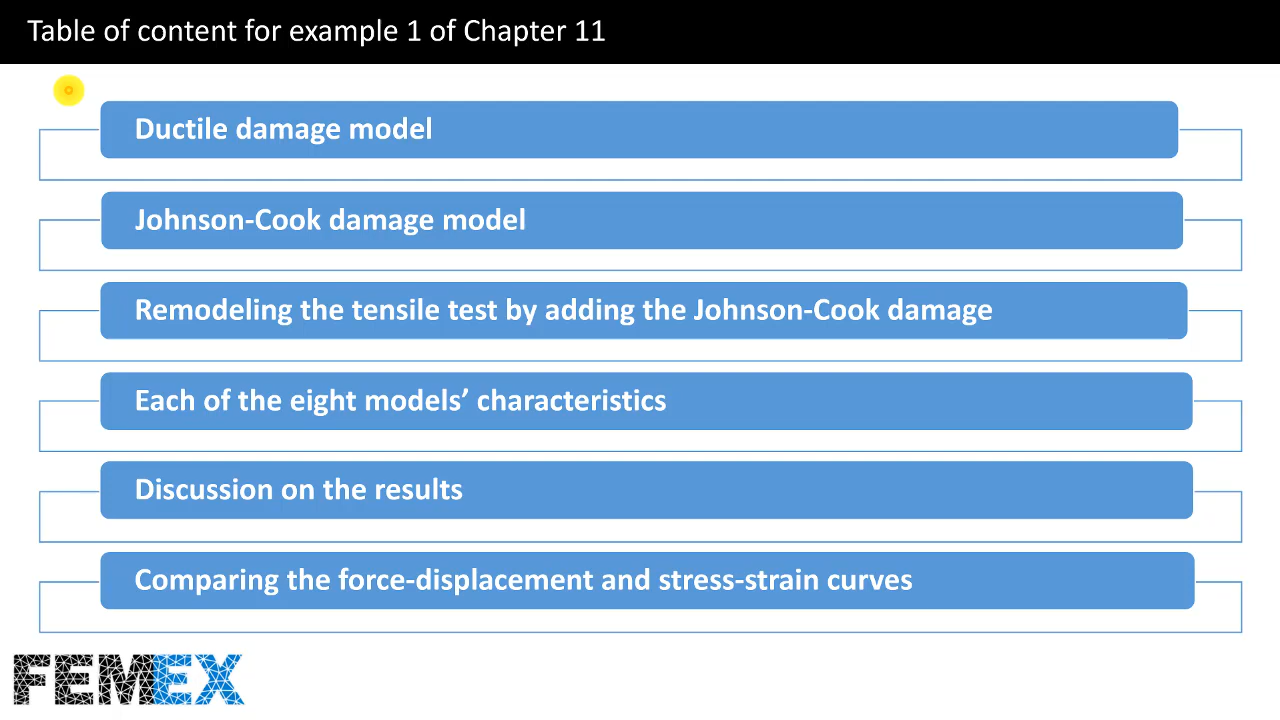 Table of content for example 1 of Chapter 11
Ductile damage model
Johnson-Cook damage model
Remodeling the tensile test by adding the Johnson-Cook damage
Each of the eight models’ characteristics
Discussion on the results
Comparing the force-displacement and stress-strain curves
FEMEX